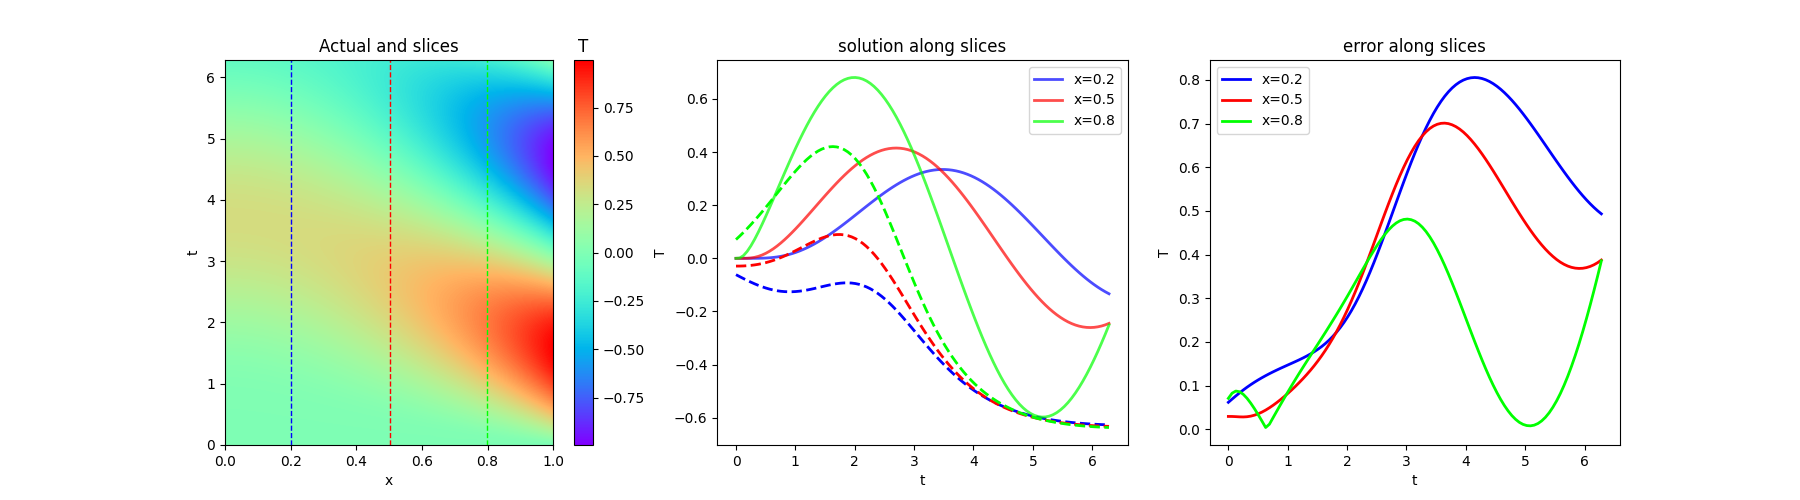 Actual and slices
T
6
5
4
3
2
1
0
t
0.0 0.2 0.4 0.6 0.8 1.0
x
0.75
0.50
0.25
0.00
−0.25
−0.50
−0.75
solution along slices
x=0.2
x=0.5
x=0.8
0.6
0.4
0.2
0.0
−0.2
−0.4
−0.6
T
0 1 2 3 4 5 6
t
error along slices
x=0.2
x=0.5
x=0.8
0.8
0.7
0.6
0.5
0.4
0.3
0.2
0.1
0.0
T
0 1 2 3 4 5 6
t